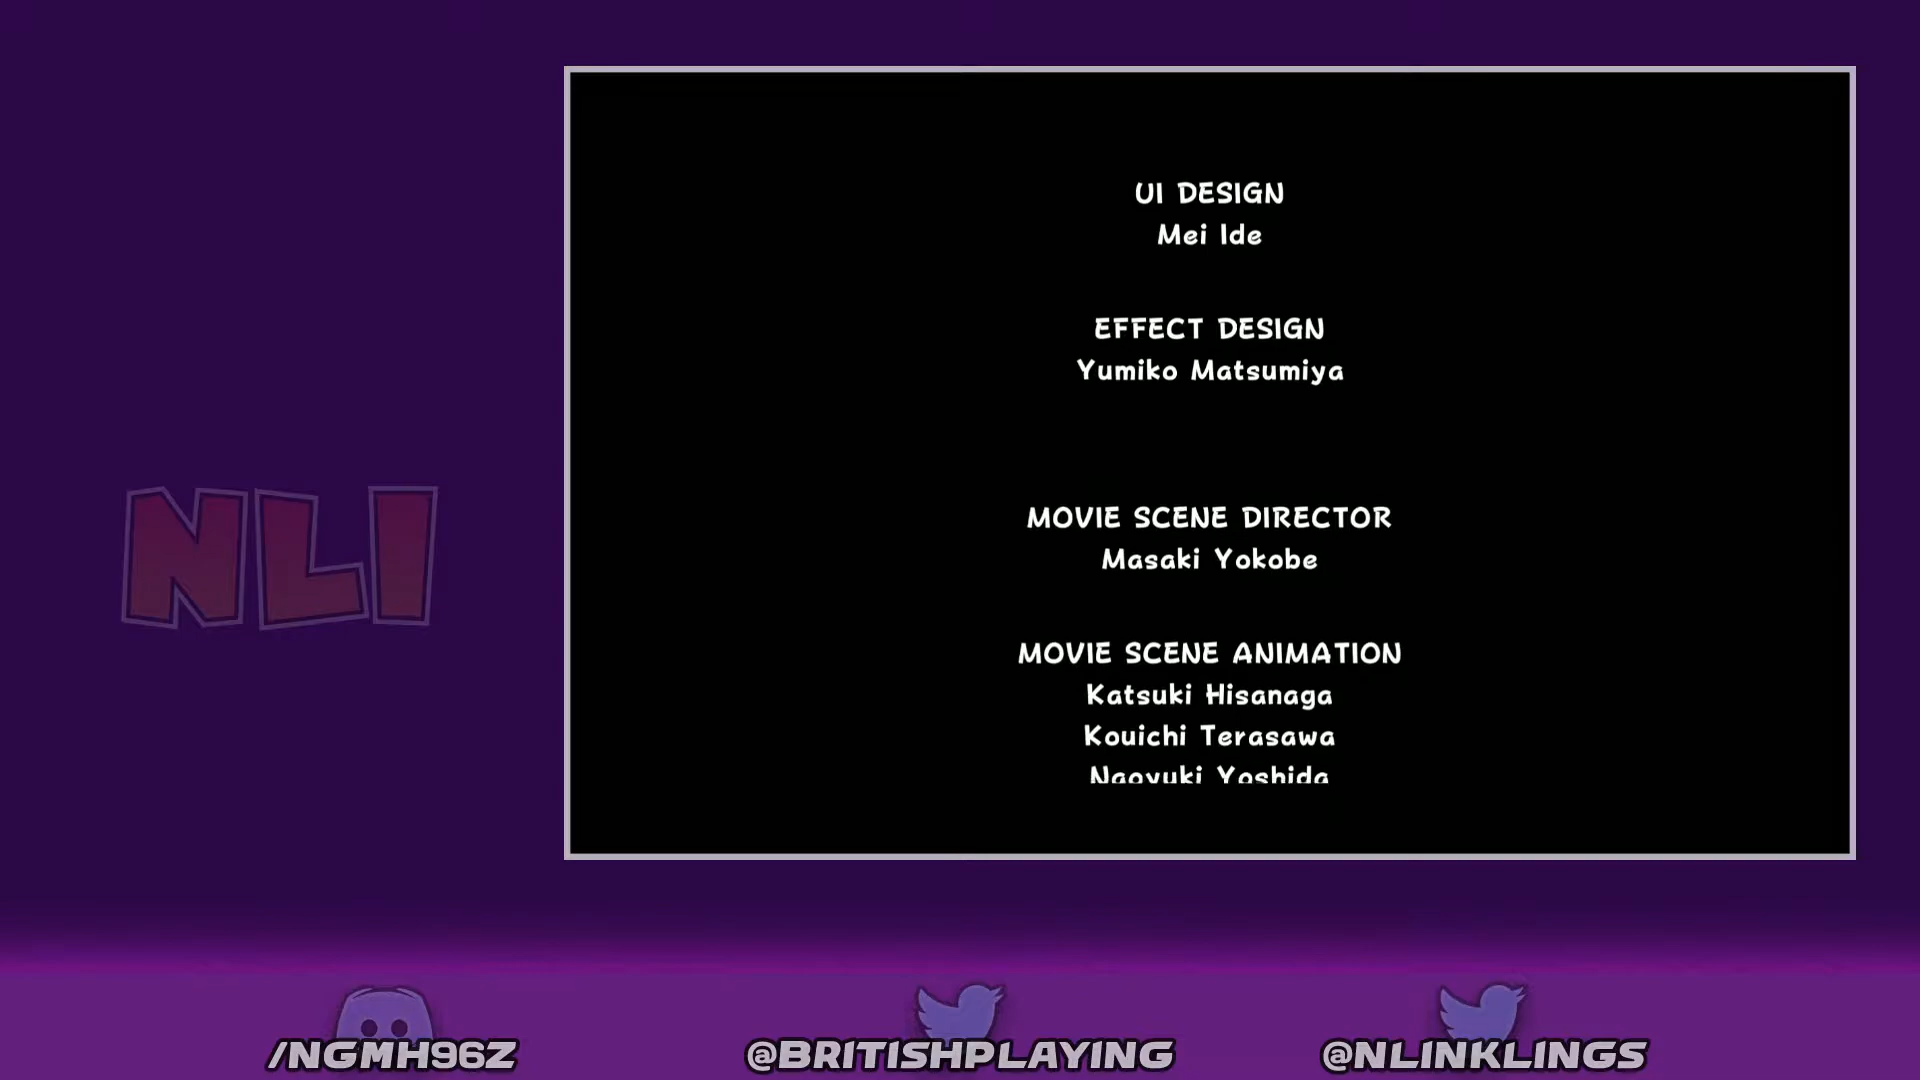 UI DESIGN
Mei Ide
EFFECT DESIGN
Yumiko Matsumiya
MOVIE SCENE DIRECTOR
Masaki Yokobe
MOVIE SCENE ANIMATION
Katsuki Hisanaga
Kouichi Terasawa
Naoyuki Yoshida
NLI
/NGMH96Z
@BRITISHPLAYING
@NLINKLINGS